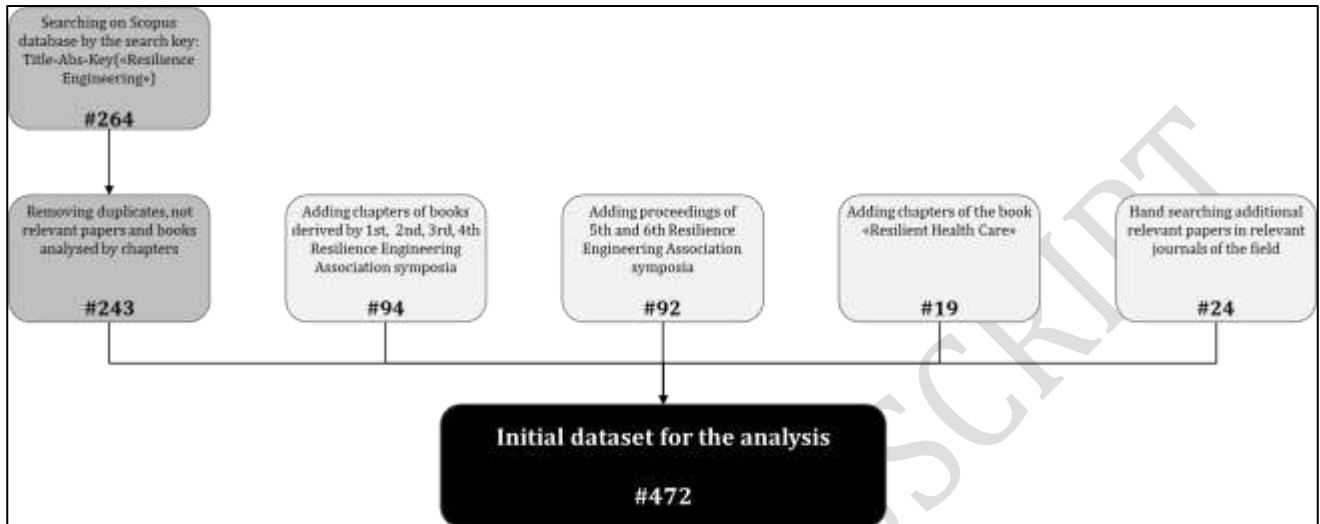 Searching on Scopus
database by the search key:
Title-Abs-Key(«Resilience
Engineering»)
#264
Removing duplicates, not
relevant papers and books
analysed by chapters
#243
Adding chapters of books
derived by 1st, 2nd, 3rd, 4th
Resilience Engineering
Association symposia
#94
Adding proceedings of
5th and 6th Resilience
Engineering Association
symposia
#92
Adding chapters of the book
«Resilient Health Care»
#19
Hand searching additional
relevant papers in relevant
journals of the field
#24
Initial dataset for the analysis
#472
USCRIPT